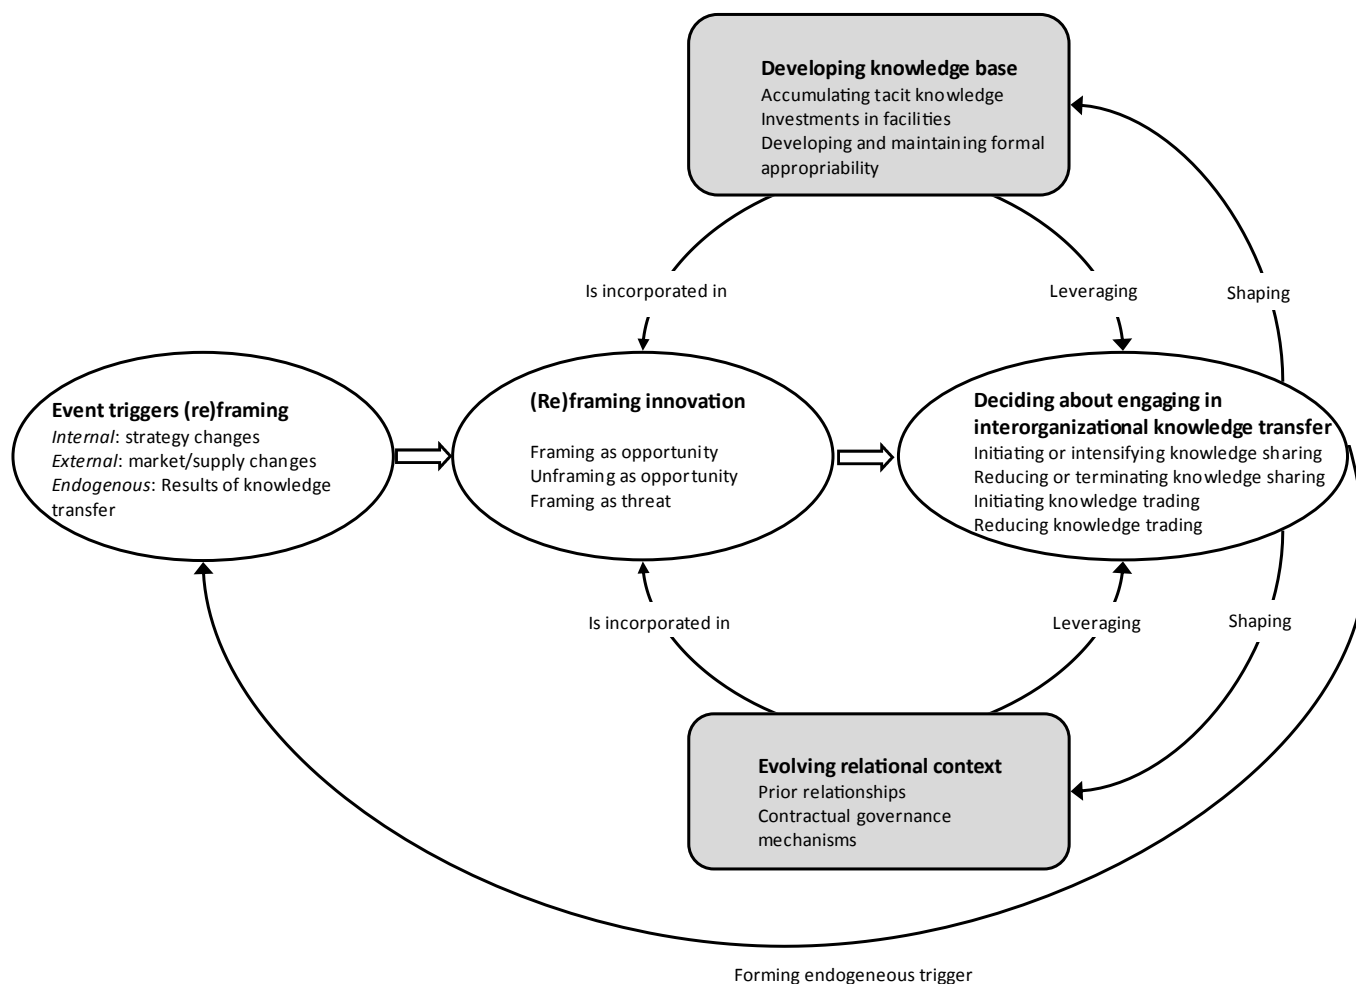 Developing knowledge base
Accumulating tacit knowledge
Investments in facilities
Developing and maintaining formal
appropriability
Is incorporated in
Leveraging
Shaping
Event triggers (re)framing
Internal: strategy changes
External: market/supply changes
Endogenous: Results of knowledge
transfer
(Re)framing innovation
Framing as opportunity
Unframing as opportunity
Framing as threat
Deciding about engaging in
interorganizational knowledge transfer
Initiating or intensifying knowledge sharing
Reducing or terminating knowledge sharing
Initiating knowledge trading
Reducing knowledge trading
Is incorporated in
Leveraging
Shaping
Evolving relational context
Prior relationships
Contractual governance
mechanisms
Forming endogeneous trigger